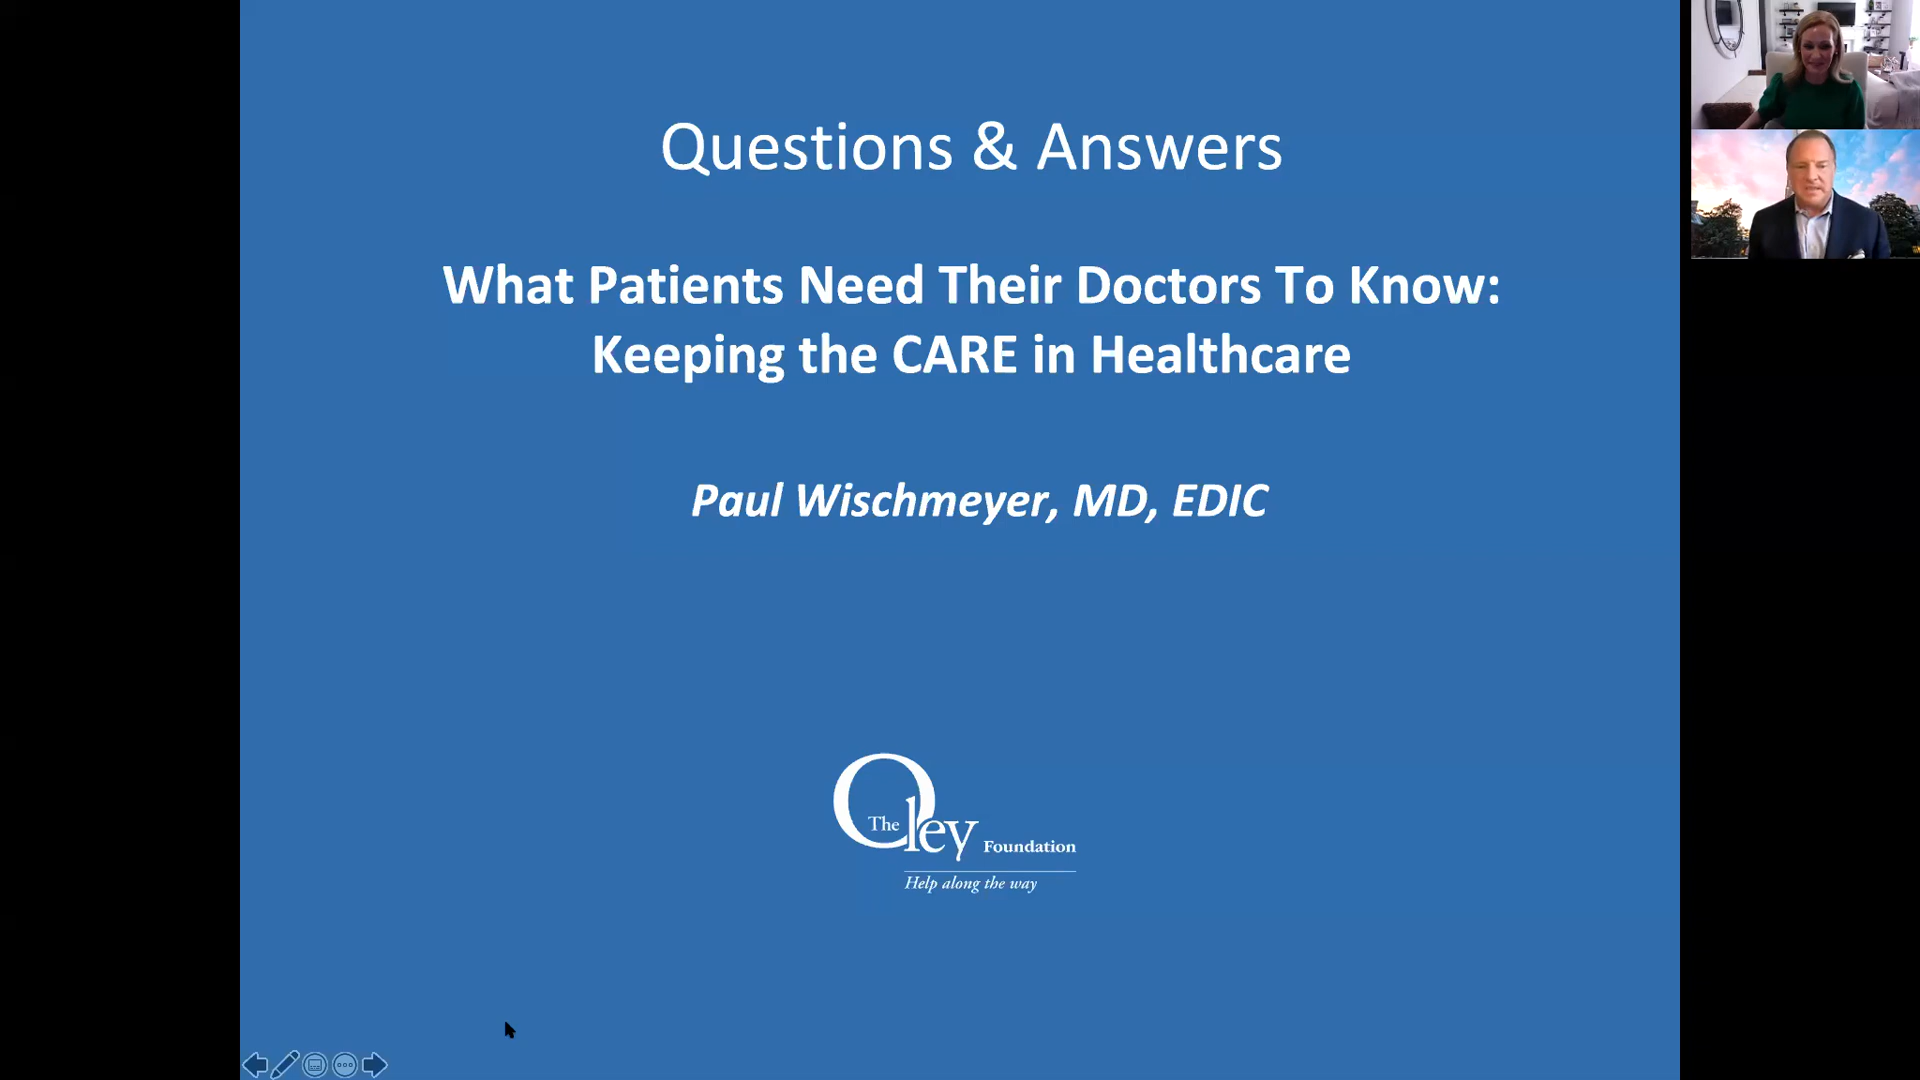 Questions & Answers
What Patients Need Their Doctors To Know:
Keeping the CARE in Healthcare
Paul Wischmeyer, MD, EDIC
The Oley Foundation
Help along the way